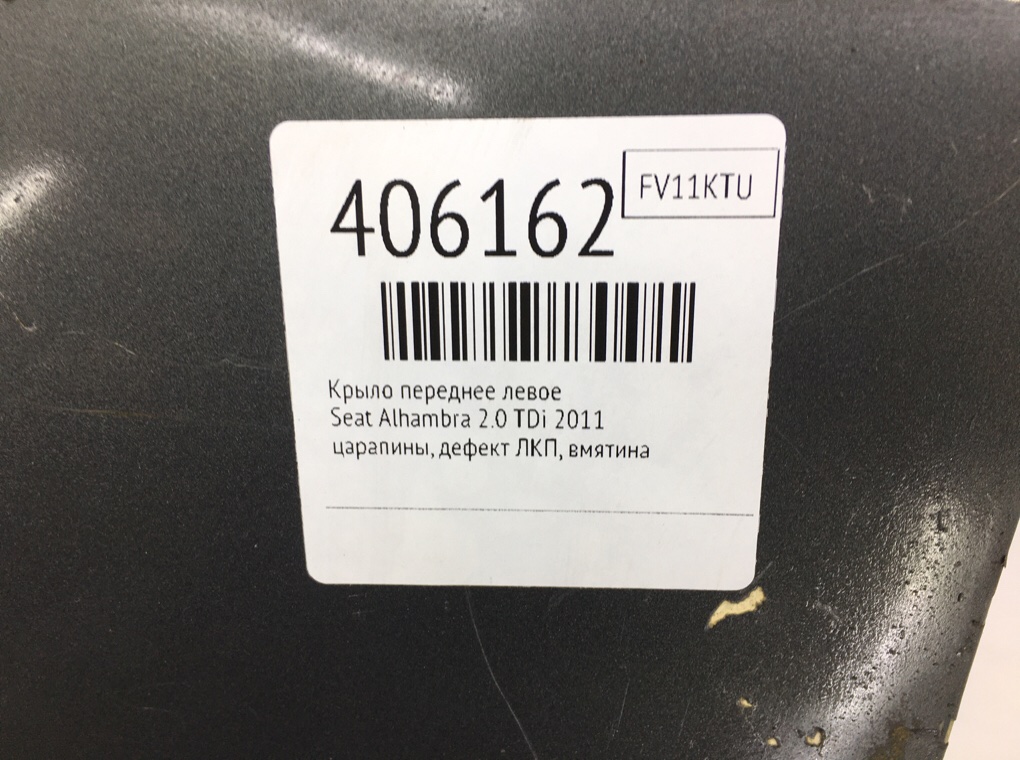 406162
FV11KTU
Крыло переднее левое
Seat Alhambra 2.0 TDi 2011
царапины, дефект ЛКП, вмятина